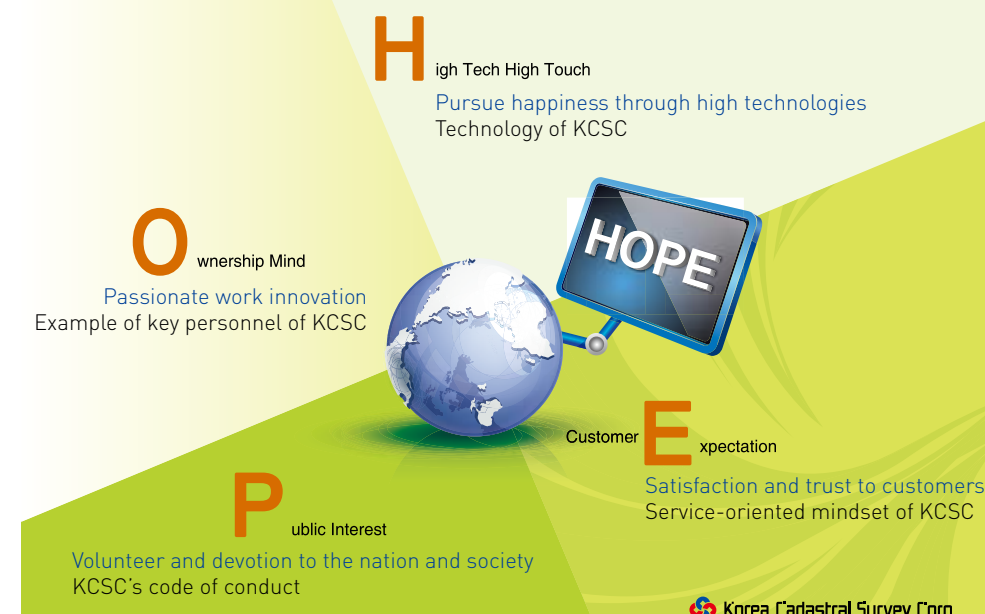 High Tech High Touch
Pursue happiness through high technologies
Technology of KCSC
HOPE
Ownership Mind
Passionate work innovation
Example of key personnel of KCSC
Customer Expectation
Satisfaction and trust to customers
Service-oriented mindset of KCSC
Public Interest
Volunteer and devotion to the nation and society
KCSC's code of conduct
Korea Cadastral Survey Corp